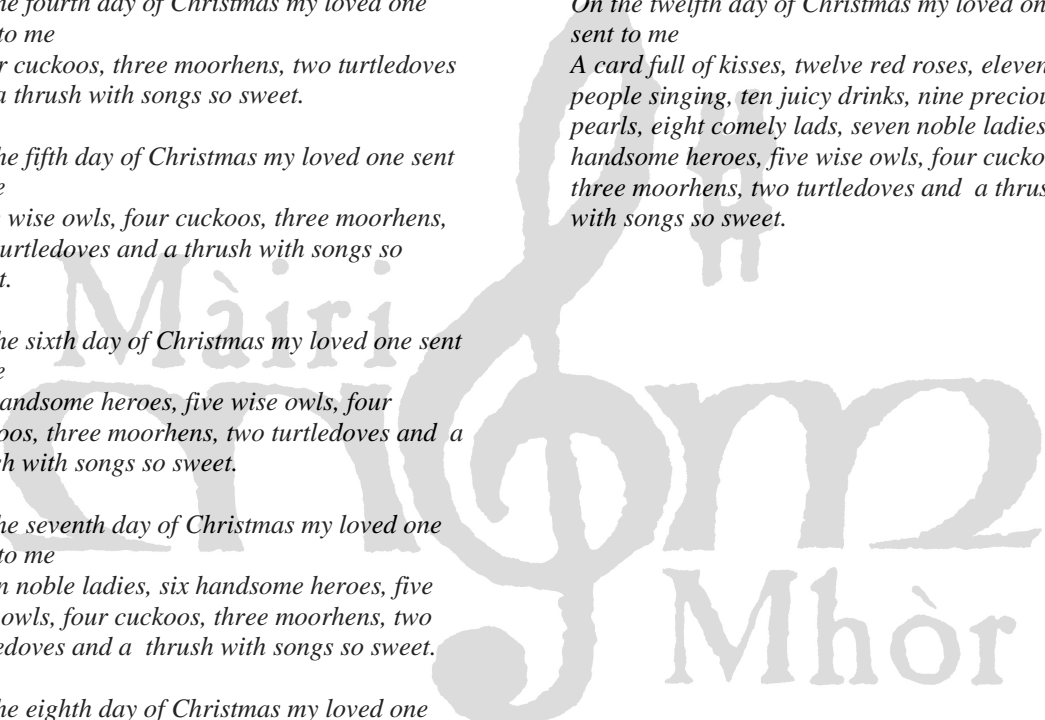 he fourth day of Christmas my loved one
to me
r cuckoos, three moorhens, two turtledoves
a thrush with songs so sweet.
he fifth day of Christmas my loved one sent
e
wise owls, four cuckoos, three moorhens,
urtledoves and a thrush with songs so
t.
he sixth day of Christmas my loved one sent
e
andsome heroes, five wise owls, four
oos, three moorhens, two turtledoves and a
h with songs so sweet.
he seventh day of Christmas my loved one
to me
n noble ladies, six handsome heroes, five
owls, four cuckoos, three moorhens, two
edoves and a thrush with songs so sweet.
he eighth day of Christmas my loved one
On the twelfth day of Christmas my loved on
sent to me
A card full of kisses, twelve red roses, eleven
people singing, ten juicy drinks, nine preciou
pearls, eight comely lads, seven noble ladies
handsome heroes, five wise owls, four cucko
three moorhens, two turtledoves and a thrus
with songs so sweet.
Màiri
Mhòr